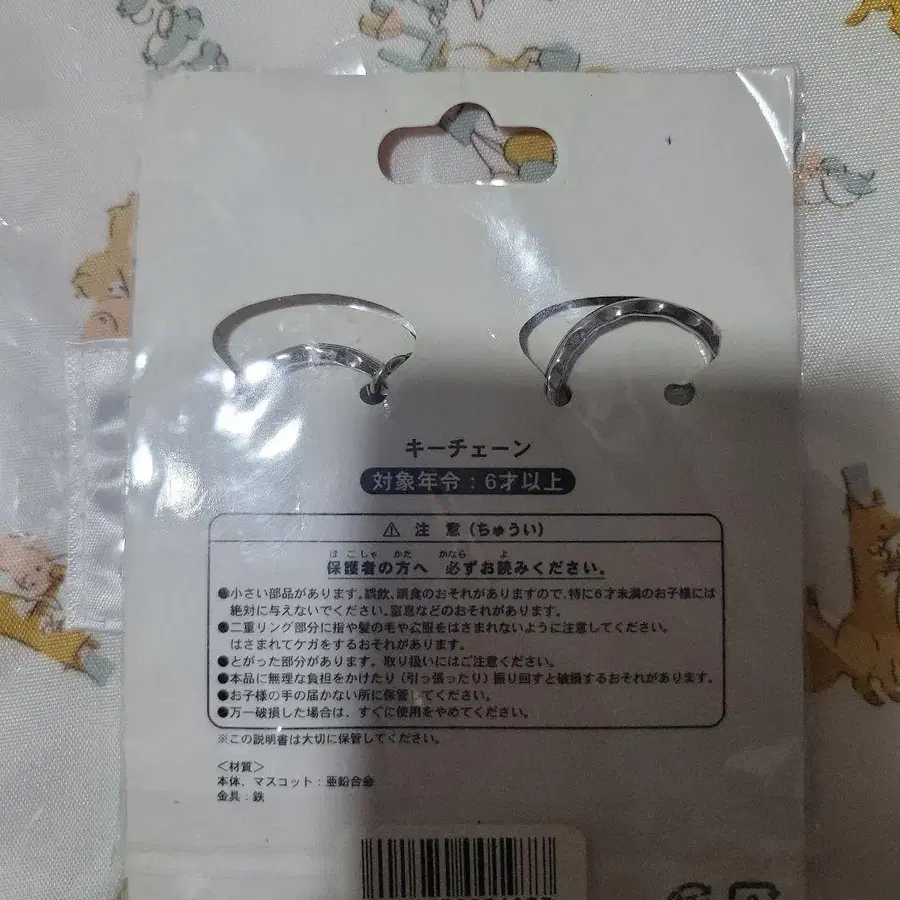 キーチェーン
対象年令：6才以上
⚠ 注 意（ちゅうい）
ほごしゃ かた かなら よ
保護者の方へ 必ずお読みください。
●小さい部品があります。誤飲、誤食のおそれがありますので、特に6才未満のお子様には
絶対に与えないでください。窒息などのおそれがあります。
●二重リング部分に指や髪の毛や衣服をはさまれないように注意してください。
はさまれてケガをするおそれがあります。
●とがった部分があります。取り扱いにはご注意ください。
●本品に無理な負担をかけたり（引っ張ったり）振り回すと破損するおそれがあります。
●お子様の手の届かない所に保管してください。
●万一破損した場合は、すぐに使用をやめてください。
※この説明書は大切に保管してください。
＜材質＞
本体、マスコット：亜鉛合金
金具：鉄